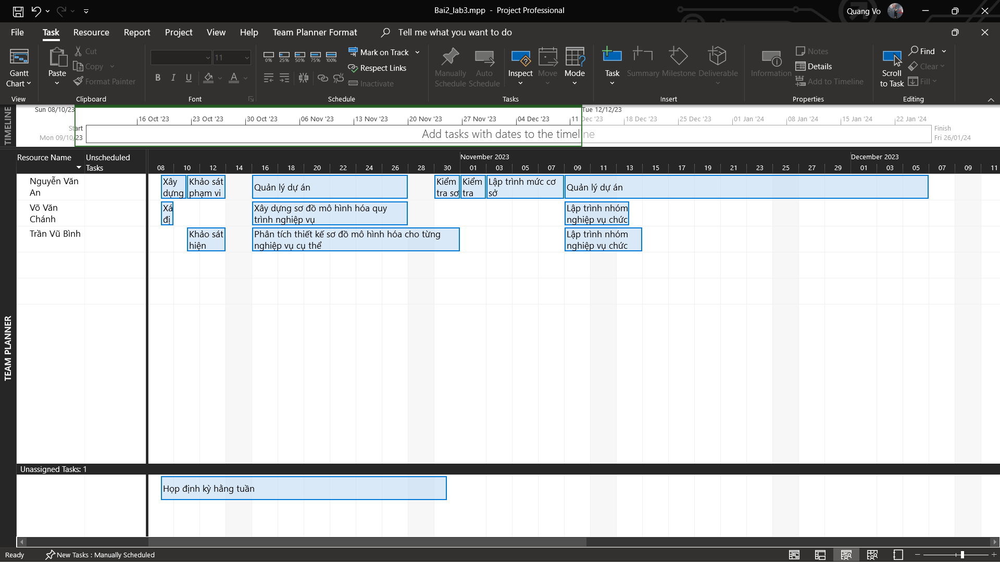 Bai2_lab3.mpp - Project Professional
Quang Vo
File Task Resource Report Project View Help Team Planner Format Tell me what you want to do
Gantt Chart
View
Paste
Cut
Copy
Format Painter
Clipboard
11
B I U A
Font
0% 25% 50% 75% 100%
Mark on Track
Respect Links
Inactivate
Schedule
Manually Schedule
Auto Schedule
Inspect
Move
Mode
Tasks
Task
Summary
Milestone
Deliverable
Insert
Information
Notes
Details
Add to Timeline
Properties
Scroll to Task
Find
Clear
Fill
Editing
TIMELINE
Sun 08/10/23
Tue 12/12/23
16 Oct '23 23 Oct '23 30 Oct '23 06 Nov '23 13 Nov '23 20 Nov '23 27 Nov '23 04 Dec '23 11 Dec '23 18 Dec '23 25 Dec '23 01 Jan '24 08 Jan '24 15 Jan '24 22 Jan '24
Start
Mon 09/10/23
Add tasks with dates to the timeline
Finish
Fri 26/01/24
TEAM PLANNER
Resource Name
Unscheduled Tasks
November 2023
December 2023
08 10 12 14 16 18 20 22 24 26 28 30 01 03 05 07 09 11 13 15 17 19 21 23 25 27 29 01 03 05 07 09 11
Nguyễn Văn An
Xây dựng
Khảo sát phạm vi
Quản lý dự án
Kiểm tra sơ
Kiểm tra
Lập trình mức cơ sở
Quản lý dự án
Võ Văn Chánh
Xá đị
Xây dựng sơ đồ mô hình hóa quy trình nghiệp vụ
Lập trình nhóm nghiệp vụ chức
Trần Vũ Bình
Khảo sát hiện
Phân tích thiết kế sơ đồ mô hình hóa cho từng nghiệp vụ cụ thể
Lập trình nhóm nghiệp vụ chức
Unassigned Tasks: 1
Họp định kỳ hằng tuần
Ready
New Tasks : Manually Scheduled